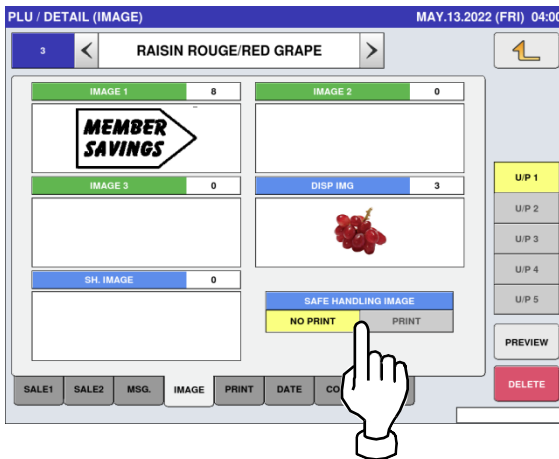 PLU / DETAIL (IMAGE) MAY.13.2022 (FRI) 04:00
3 < RAISIN ROUGE/RED GRAPE >
IMAGE 1 8 IMAGE 2 0
MEMBER
SAVINGS
IMAGE 3 0 DISP IMG 3
SH. IMAGE 0
SAFE HANDLING IMAGE
NO PRINT PRINT
U/P 1
U/P 2
U/P 3
U/P 4
U/P 5
PREVIEW
DELETE
SALE1 SALE2 MSG. IMAGE PRINT DATE